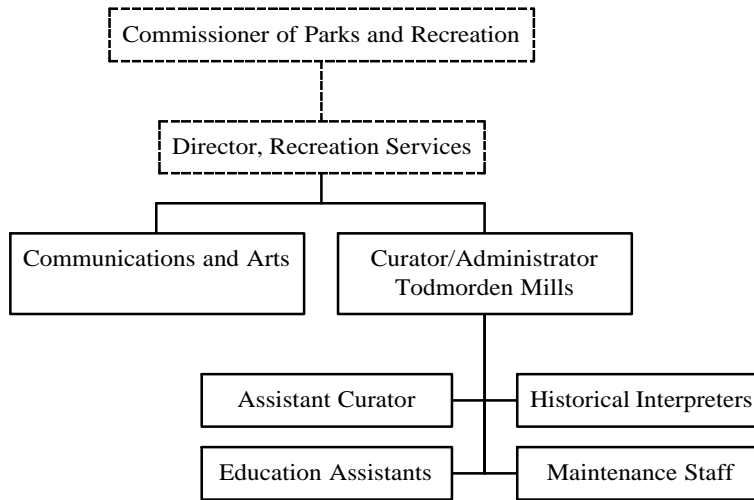 Commissioner of Parks and Recreation
Director, Recreation Services
Communications and Arts
Curator/Administrator
Todmorden Mills
Assistant Curator
Historical Interpreters
Education Assistants
Maintenance Staff